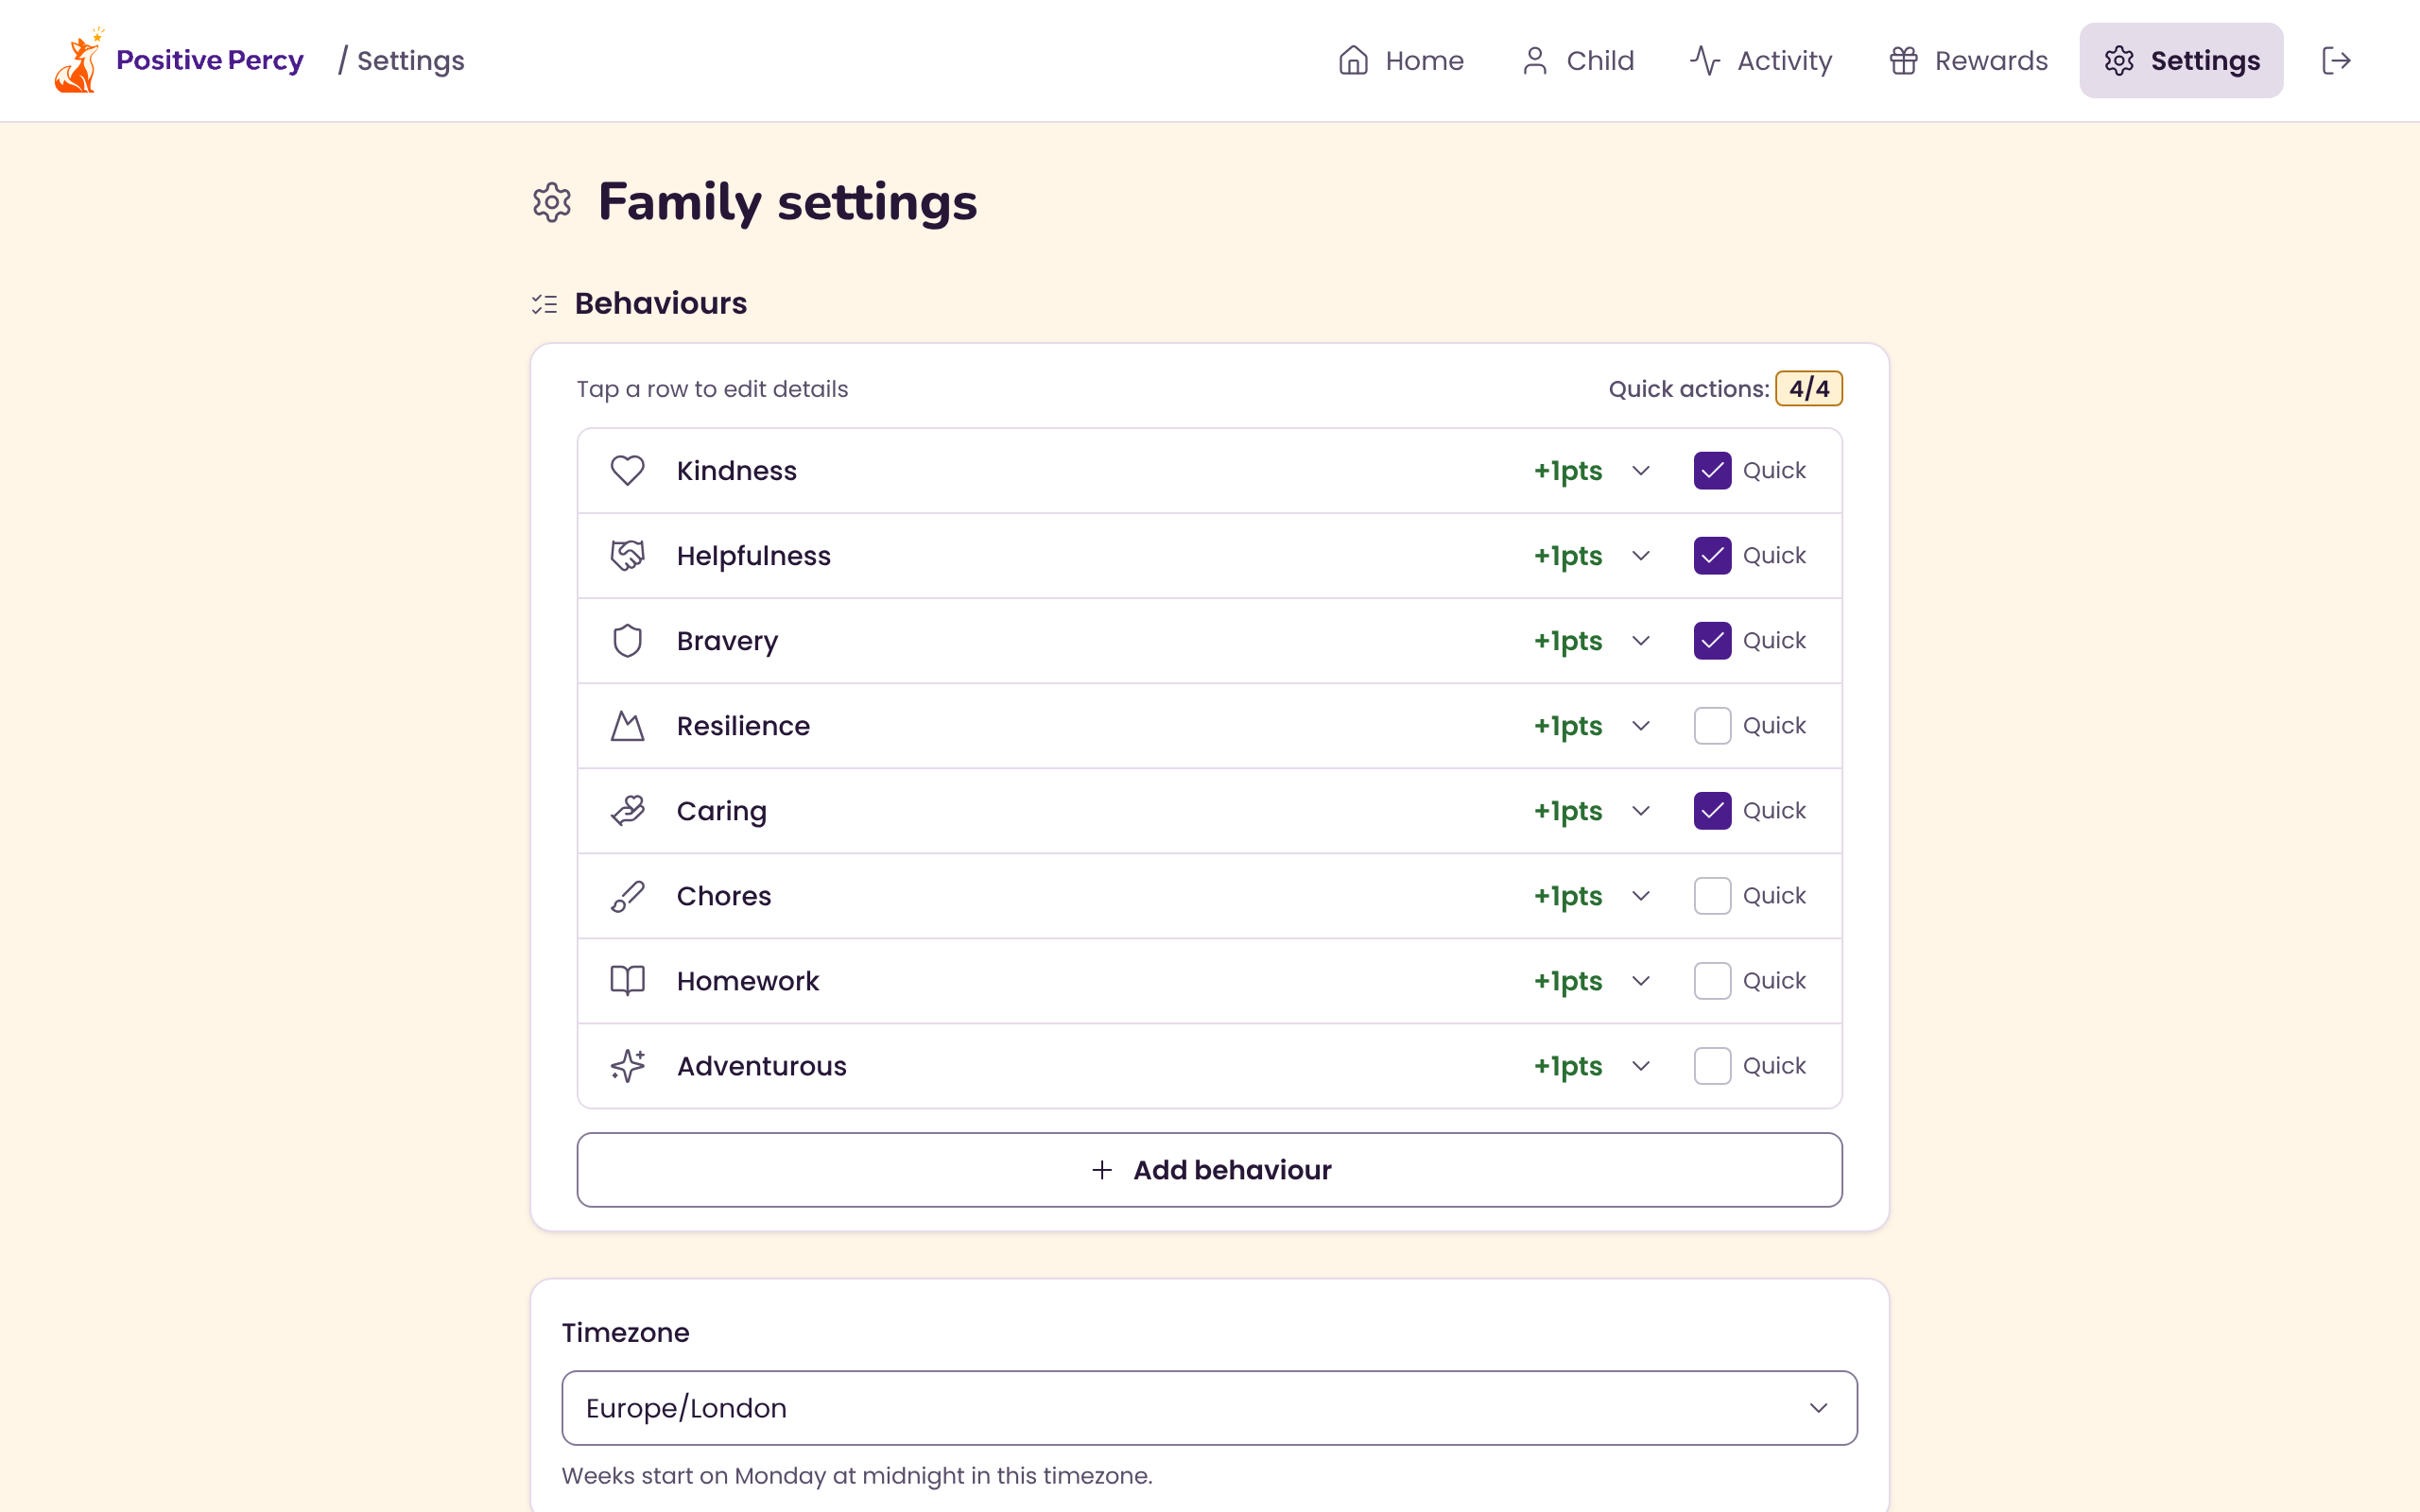 Positive Percy / Settings Home Child Activity Rewards Settings
Family settings
Behaviours
Tap a row to edit details Quick actions: 4/4
Kindness +1pts Quick
Helpfulness +1pts Quick
Bravery +1pts Quick
Resilience +1pts Quick
Caring +1pts Quick
Chores +1pts Quick
Homework +1pts Quick
Adventurous +1pts Quick
+ Add behaviour
Timezone
Europe/London
Weeks start on Monday at midnight in this timezone.